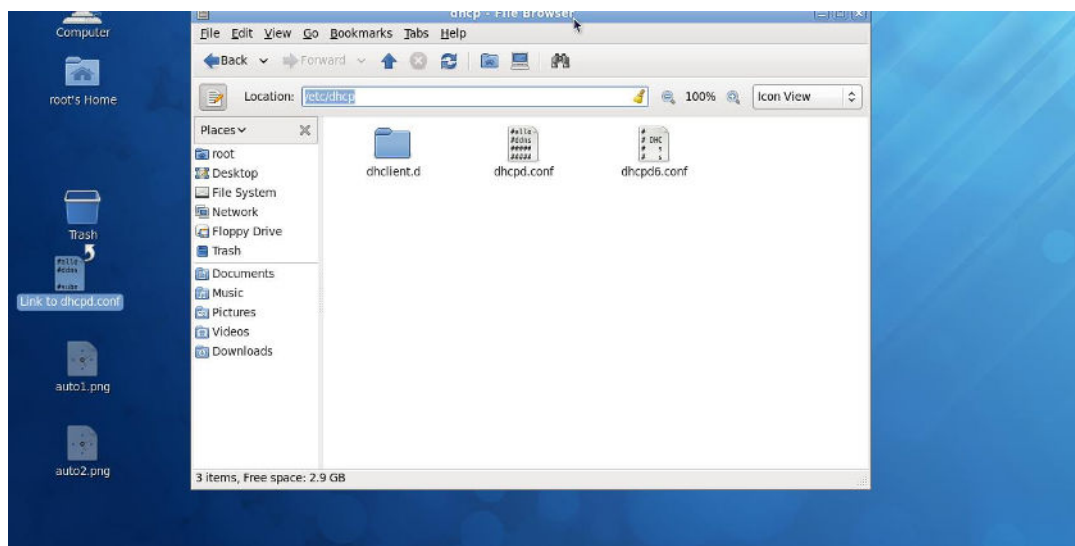 Computer
root's Home
Trash
Link to dhcpd.conf
auto1.png
auto2.png
dhcp - File Browser
File Edit View Go Bookmarks Tabs Help
Back Forward
Location: /etc/dhcp 100% Icon View
Places
root
Desktop
File System
Network
Floppy Drive
Trash
Documents
Music
Pictures
Videos
Downloads
dhclient.d dhcpd.conf dhcpd6.conf
3 items, Free space: 2.9 GB